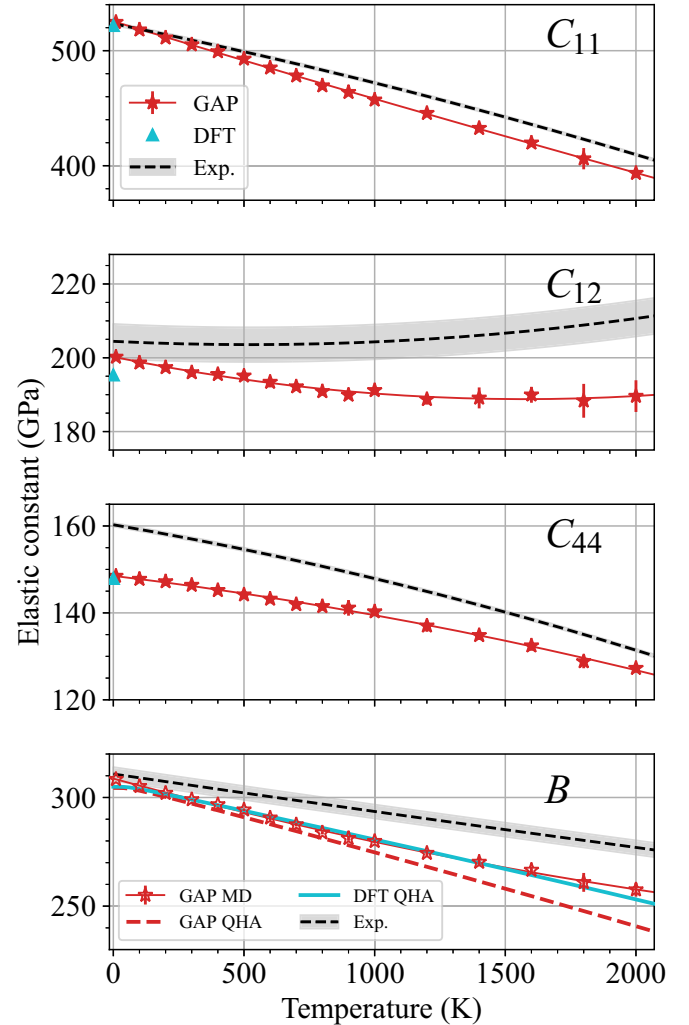 Elastic constant (GPa)
500
400
C₁₁
GAP
DFT
Exp.
220
200
180
C₁₂
160
140
120
C₄₄
300
250
B
GAP MD
GAP QHA
DFT QHA
Exp.
0
500
1000
1500
2000
Temperature (K)